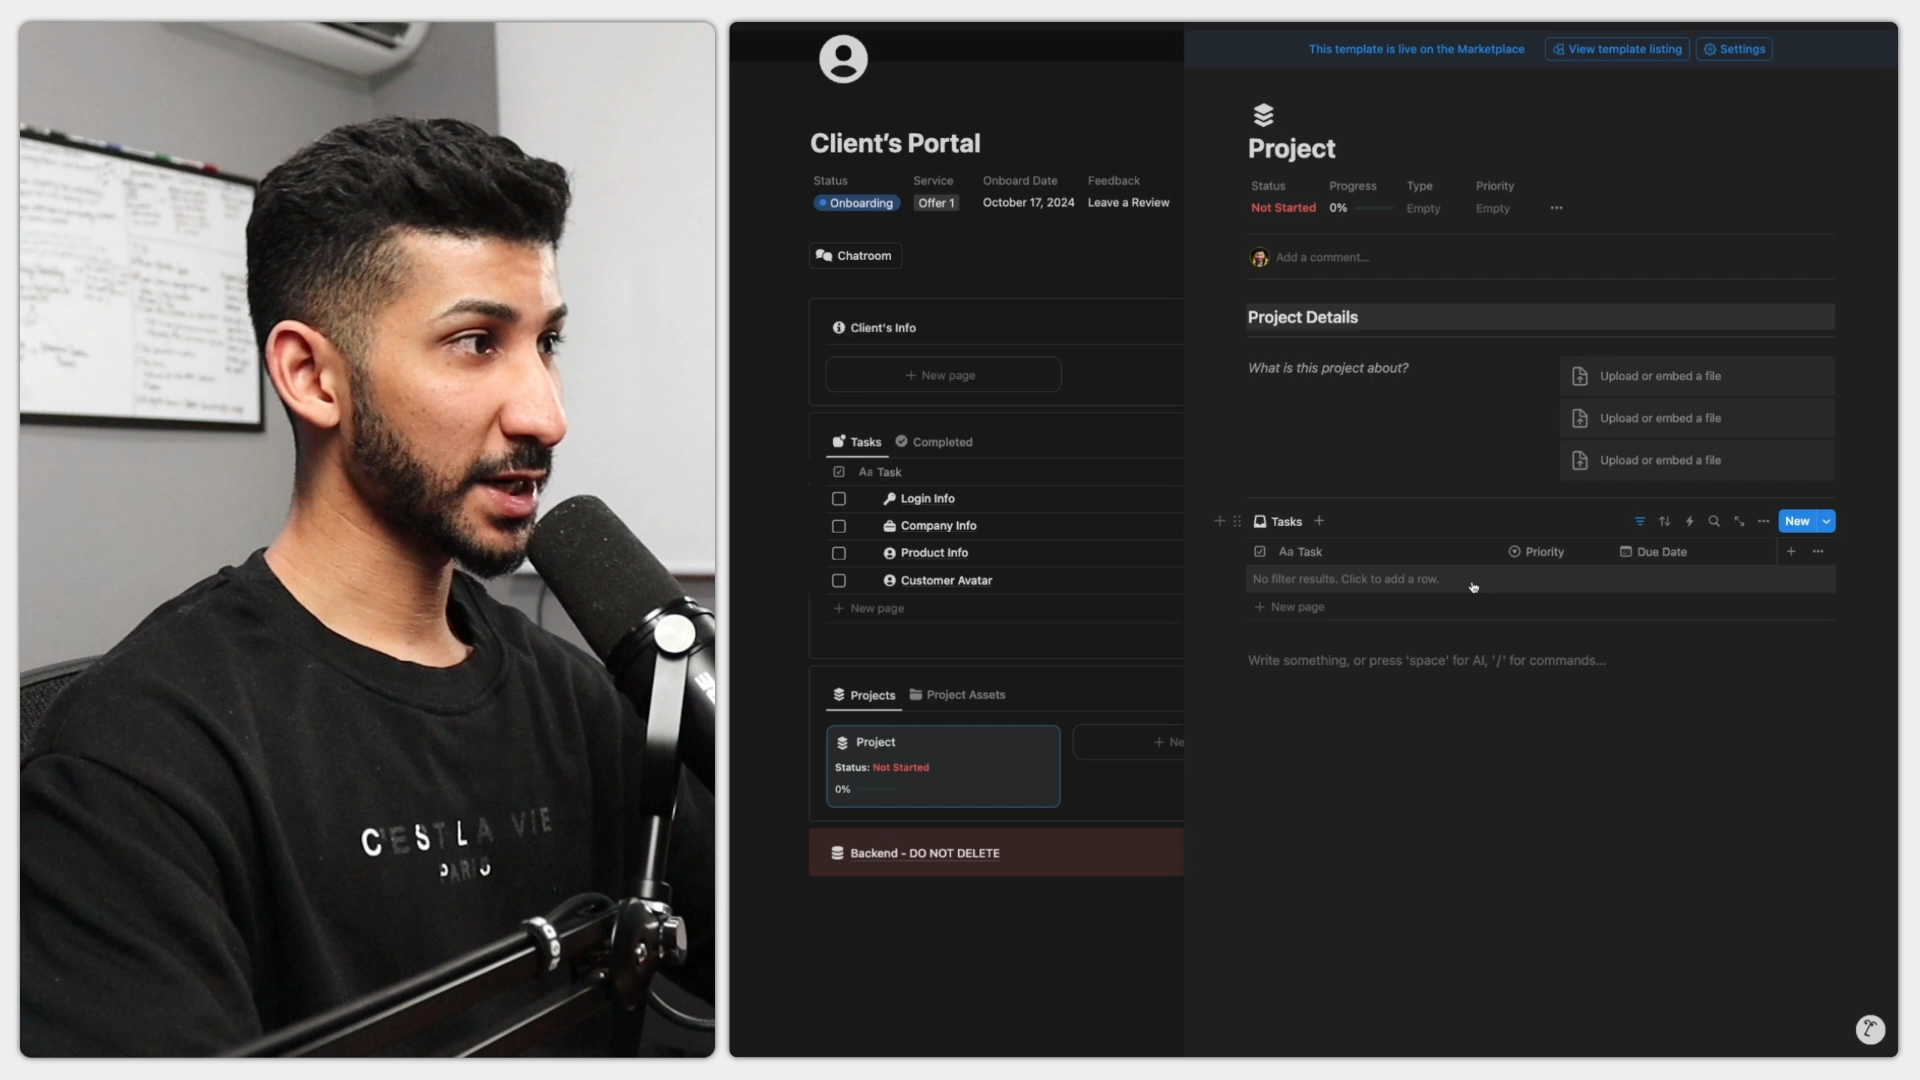 C'EST LA VIE
PARIS
Client's Portal
Status Service Onboard Date Feedback
Onboarding Offer 1 October 17, 2024 Leave a Review
Chatroom
Client's Info
+ New page
Tasks Completed
Aa Task
Login Info
Company Info
Product Info
Customer Avatar
+ New page
Projects Project Assets
Project
Status: Not Started
0%
+ Ne
Backend - DO NOT DELETE
This template is live on the Marketplace View template listing Settings
Project
Status Progress Type Priority
Not Started 0% Empty Empty
Add a comment...
Project Details
What is this project about?
Upload or embed a file
Upload or embed a file
Upload or embed a file
Tasks + New
Aa Task Priority Due Date
No filter results. Click to add a row.
+ New page
Write something, or press 'space' for AI, '/' for commands...